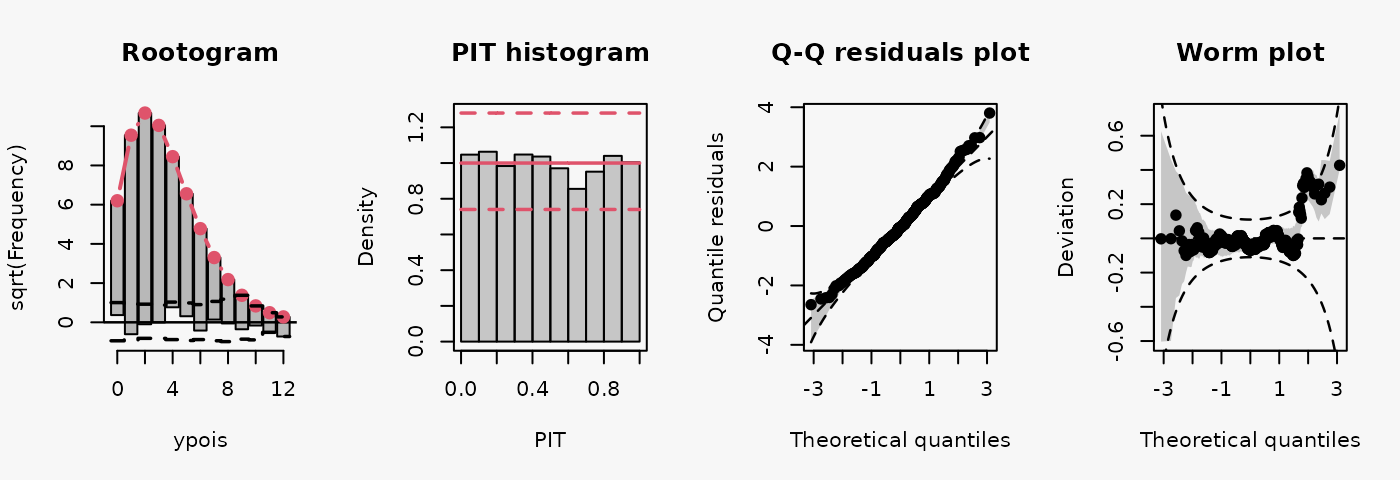 Rootogram
sqrt(Frequency)
0 2 4 6 8
0 4 8 12
ypois
PIT histogram
Density
0.0 0.4 0.8 1.2
0.0 0.4 0.8
PIT
Q-Q residuals plot
Quantile residuals
-4 -2 0 2 4
-3 -1 1 3
Theoretical quantiles
Worm plot
Deviation
-0.6 -0.2 0.2 0.6
-3 -1 1 3
Theoretical quantiles